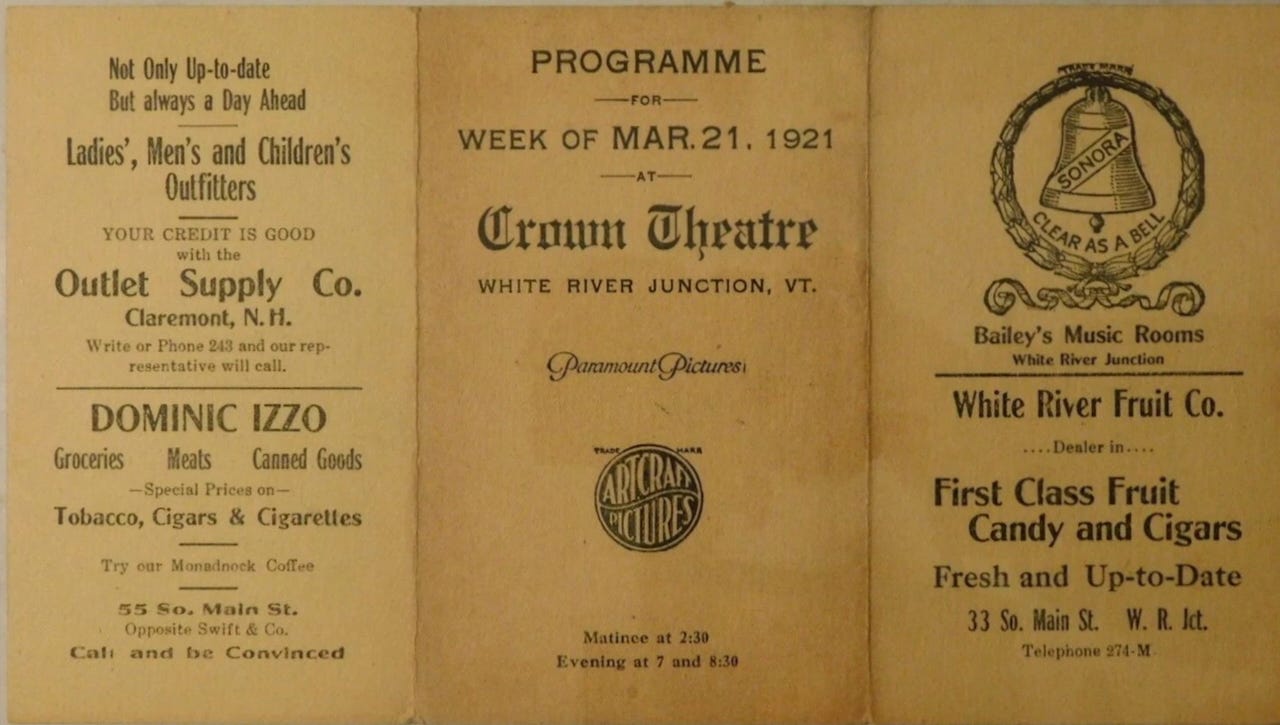 Not Only Up-to-date
But always a Day Ahead
Ladies', Men's and Children's
Outfitters
YOUR CREDIT IS GOOD
with the
Outlet Supply Co.
Claremont, N. H.
Write or Phone 243 and our rep-
resentative will call.
DOMINIC IZZO
Groceries Meats Canned Goods
—Special Prices on—
Tobacco, Cigars & Cigarettes
Try our Monadnock Coffee
55 So. Main St.
Opposite Swift & Co.
Call and be Convinced
PROGRAMME
—FOR—
WEEK OF MAR. 21, 1921
—AT—
Crown Theatre
WHITE RIVER JUNCTION, VT.
Paramount Pictures
TRADE MARK
ARTCRAFT
PICTURES
Matinee at 2:30
Evening at 7 and 8:30
TRADE MARK
SONORA
CLEAR AS A BELL
Bailey's Music Rooms
White River Junction
White River Fruit Co.
....Dealer in....
First Class Fruit
Candy and Cigars
Fresh and Up-to-Date
33 So. Main St. W. R. Jct.
Telephone 274-M